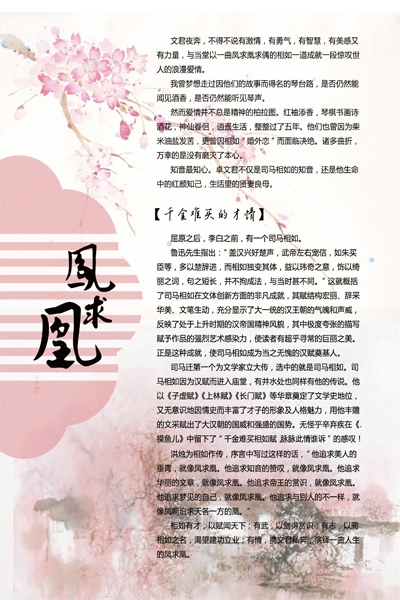 文君夜奔，不得不说有激情，有勇气，有智慧，有美感又
有力量，与当堂以一曲凤求凰求偶的相如一道成就一段惊叹世
人的浪漫爱情。
我曾梦想走过因他们的故事而得名的琴台路，是否仍然能
闻见酒香，是否仍然能听见琴声。
然而爱情并不总是精神的柏拉图。红袖添香，琴棋书画诗
酒花，神仙眷侣，逍遥生活，整整过了五年。他们也曾因为柴
米油盐发苦，更曾因相如“婚外恋”而面临决绝。诸多曲折，
万幸的是没有磨灭了本心。
知音最知心。卓文君不仅是司马相如的知音，还是他生命
中的红颜知己，生活里的贤妻良母。
【千金难买的才情】
屈原之后，李白之前，有一个司马相如。
鲁迅先生指出：“盖汉兴好楚声，武帝左右宠信，如朱买
臣等，多以楚辞进，而相如独变其体，益以玮奇之意，饰以绮
丽之词，句之短长，并不拘成法，与当时甚不同。”这就概括
了司马相如在文体创新方面的非凡成就，其赋结构宏丽、辞采
华美、文笔生动，充分显示了大一统的汉王朝的气魄和声威，
反映了处于上升时期的汉帝国精神风貌，其中极度夸张的描写
赋予作品的强烈艺术感染力，使读者有超乎寻常的巨丽之美。
正是这种成就，使司马相如成为当之无愧的汉赋奠基人。
司马迁第一个为文学家立大传，选中的就是司马相如。司
马相如因为汉赋而进入庙堂，有井水处也同样有他的传说。他
以《子虚赋》《上林赋》《长门赋》等华章奠定了文学史地位，
又无意识地因情史而丰富了才子的形象及人格魅力，用他丰赡
的文采赋出了大汉朝的国威和强盛的国势。无怪乎辛弃疾在《
摸鱼儿》中留下了“千金难买相如赋 脉脉此情谁诉”的感叹！
洪烛为相如作传，序言中写过这样的话，“他追求美人的
垂青，就像凤求凰。他追求知音的赞叹，就像凤求凰。他追求
华丽的文章，就像凤求凰。他追求帝王的赏识，就像凤求凰。
他追求梦见的自己，就像凤求凰。他追求与别人的不一样，就
像凤啊追求天各一方的凰。”
相如有才，以赋闻天下；有武，以剑得赏识；有志，以蔺
相如之名，渴望建功立业；有情，携文君私奔，演绎一曲人生
的凤求凰。
凤求凰